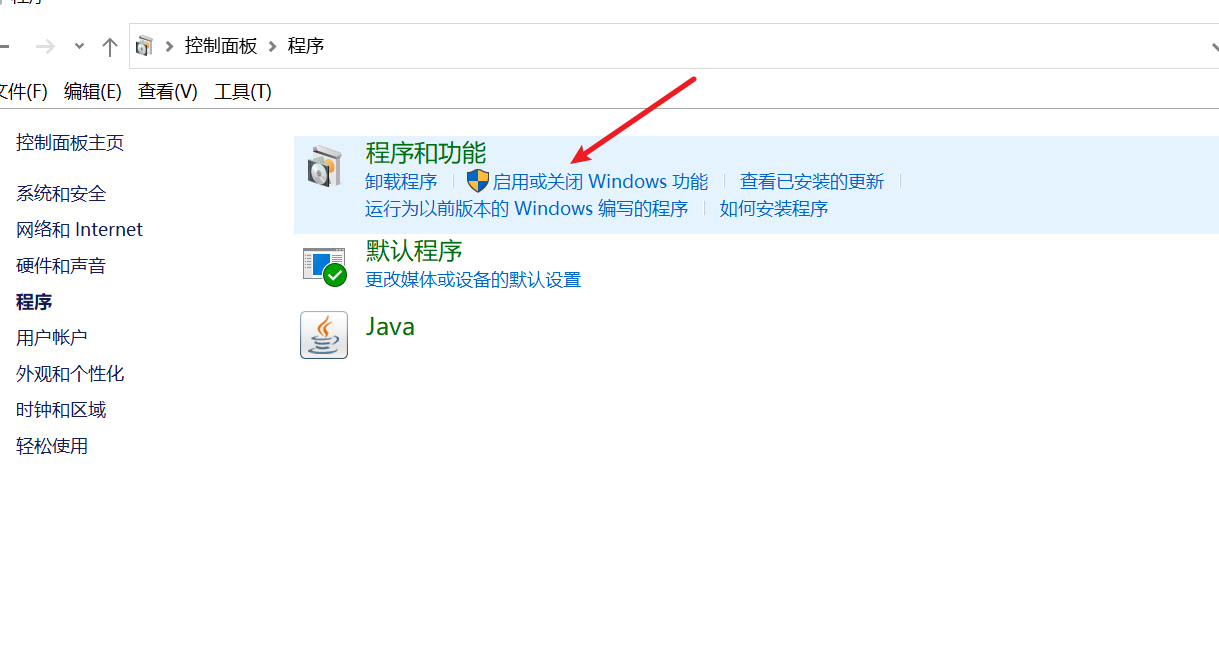 控制面板 程序
文件(F) 编辑(E) 查看(V) 工具(T)
控制面板主页
系统和安全
网络和 Internet
硬件和声音
程序
用户帐户
外观和个性化
时钟和区域
轻松使用
程序和功能
卸载程序 启用或关闭 Windows 功能 查看已安装的更新
运行为以前版本的 Windows 编写的程序 如何安装程序
默认程序
更改媒体或设备的默认设置
Java